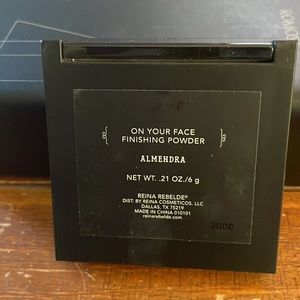 ON YOUR FACE
FINISHING POWDER
ALMENDRA
NET WT. .21 OZ./6 g
REINA REBELDE®
DIST. BY REINA COSMETICOS, LLC
DALLAS, TX 75219
MADE IN CHINA 010101
reinarebelde.com